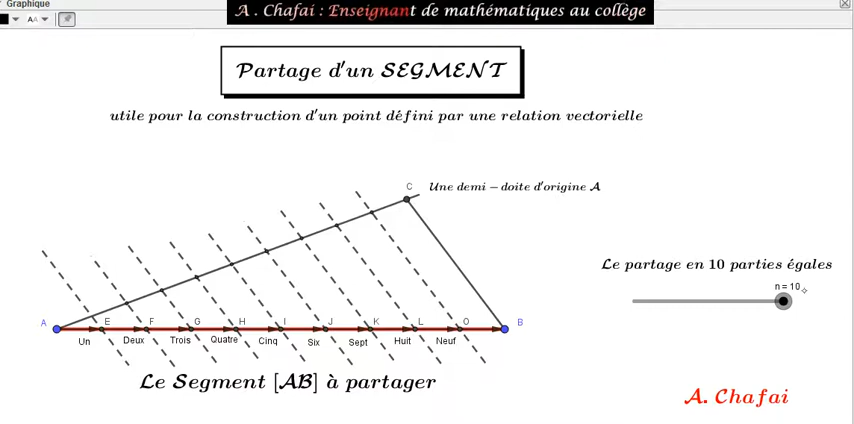 Graphique
A . Chafai : Enseignant de mathématiques au collège
AA
Partage d'un SEGMENT
utile pour la construction d'un point défini par une relation vectorielle
C
Une demi - doite d'origine A
Le partage en 10 parties égales
n = 10
A E F G H I J K L O B
Un Deux Trois Quatre Cinq Six Sept Huit Neuf
Le Segment [AB] à partager
A. Chafai